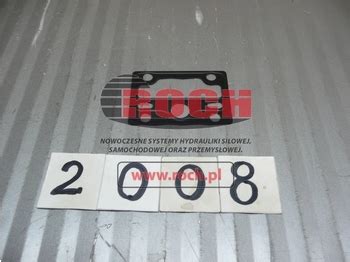 ROCH
NOWOCZESNE SYSTEMY HYDRAULIKI SIŁOWEJ,
SAMOCHODOWEJ ORAZ PRZEMYSŁOWEJ.
2008
www.roch.pl